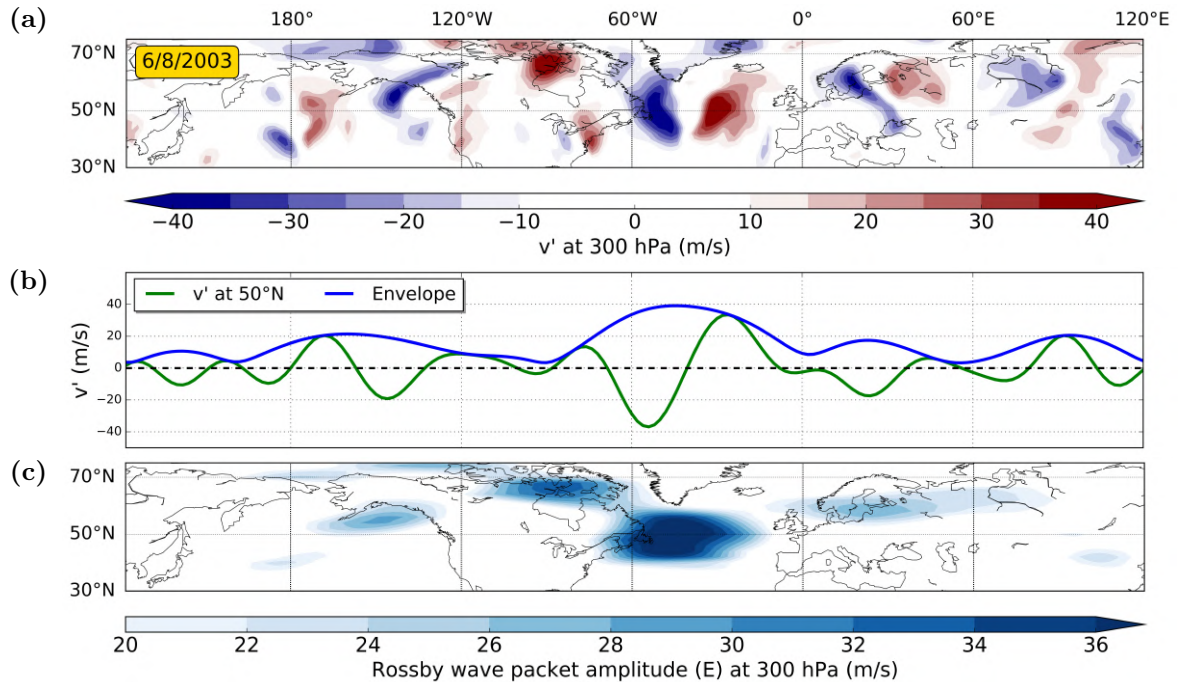 (a)
180° 120°W 60°W 0° 60°E 120°E
6/8/2003
70°N
50°N
30°N
−40 −30 −20 −10 0 10 20 30 40
v' at 300 hPa (m/s)
(b)
v' at 50°N Envelope
v' (m/s)
40
20
0
−20
−40
(c)
70°N
50°N
30°N
20 22 24 26 28 30 32 34 36
Rossby wave packet amplitude (E) at 300 hPa (m/s)